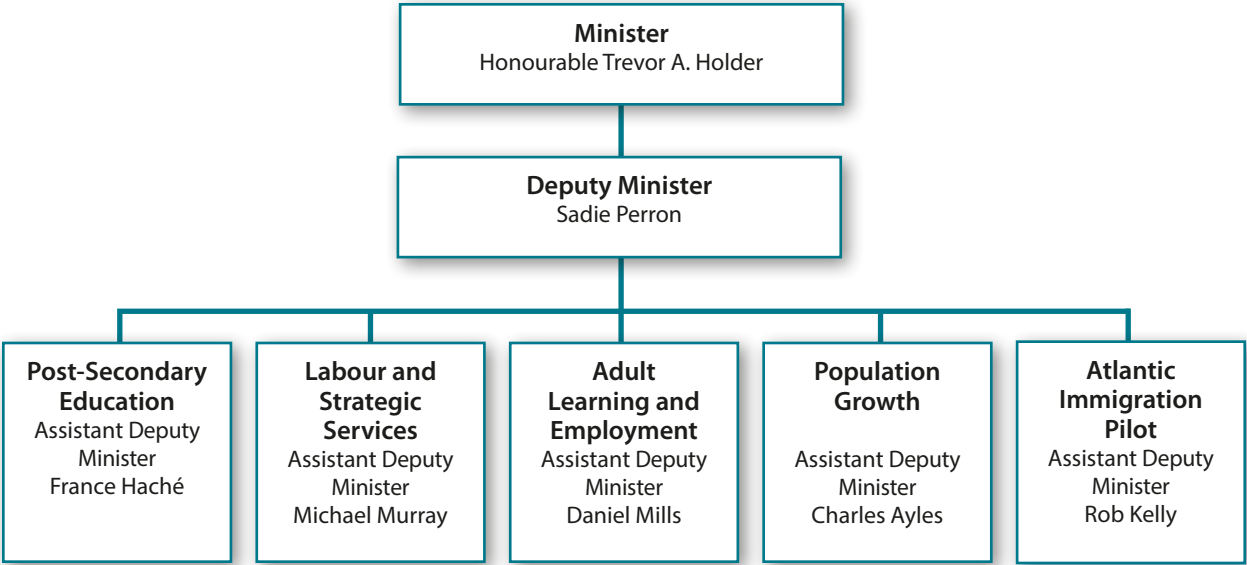 Minister
Honourable Trevor A. Holder
Deputy Minister
Sadie Perron
Post-Secondary
Education
Assistant Deputy
Minister
France Haché
Labour and
Strategic
Services
Assistant Deputy
Minister
Michael Murray
Adult
Learning and
Employment
Assistant Deputy
Minister
Daniel Mills
Population
Growth
Assistant Deputy
Minister
Charles Ayles
Atlantic
Immigration
Pilot
Assistant Deputy
Minister
Rob Kelly